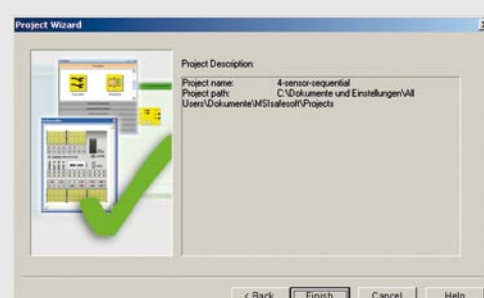 Project Wizard
Project Description:
Project name: 4-sensor-sequential
Project path: C:\Dokumente und Einstellungen\All
Users\Dokumente\MSIsafesoft\Projects
< Back Finish Cancel Help